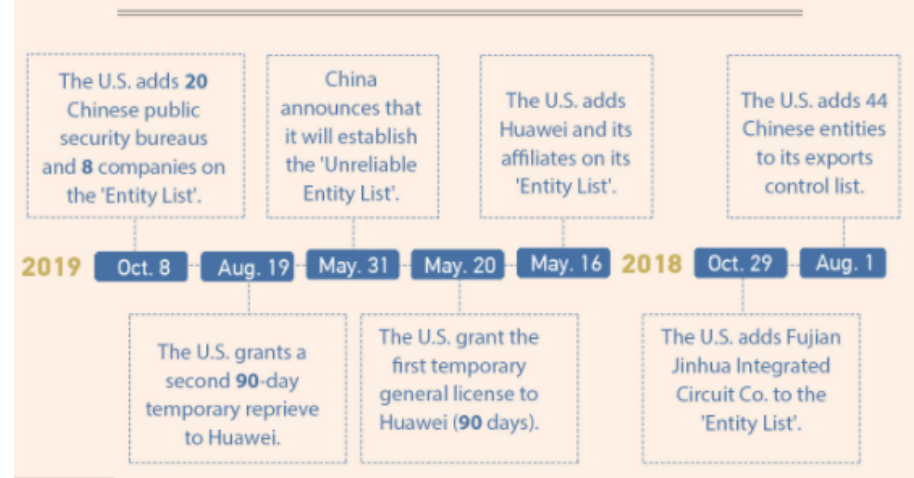 The U.S. adds 20
Chinese public
security bureaus
and 8 companies on
the 'Entity List'.
China
announces that
it will establish
the 'Unreliable
Entity List'.
The U.S. adds
Huawei and its
affiliates on its
'Entity List'.
The U.S. adds 44
Chinese entities
to its exports
control list.
2019 Oct. 8 Aug. 19 May. 31 May. 20 May. 16 2018 Oct. 29 Aug. 1
The U.S. grants a
second 90-day
temporary reprieve
to Huawei.
The U.S. grant the
first temporary
general license to
Huawei (90 days).
The U.S. adds Fujian
Jinhua Integrated
Circuit Co. to the
'Entity List'.